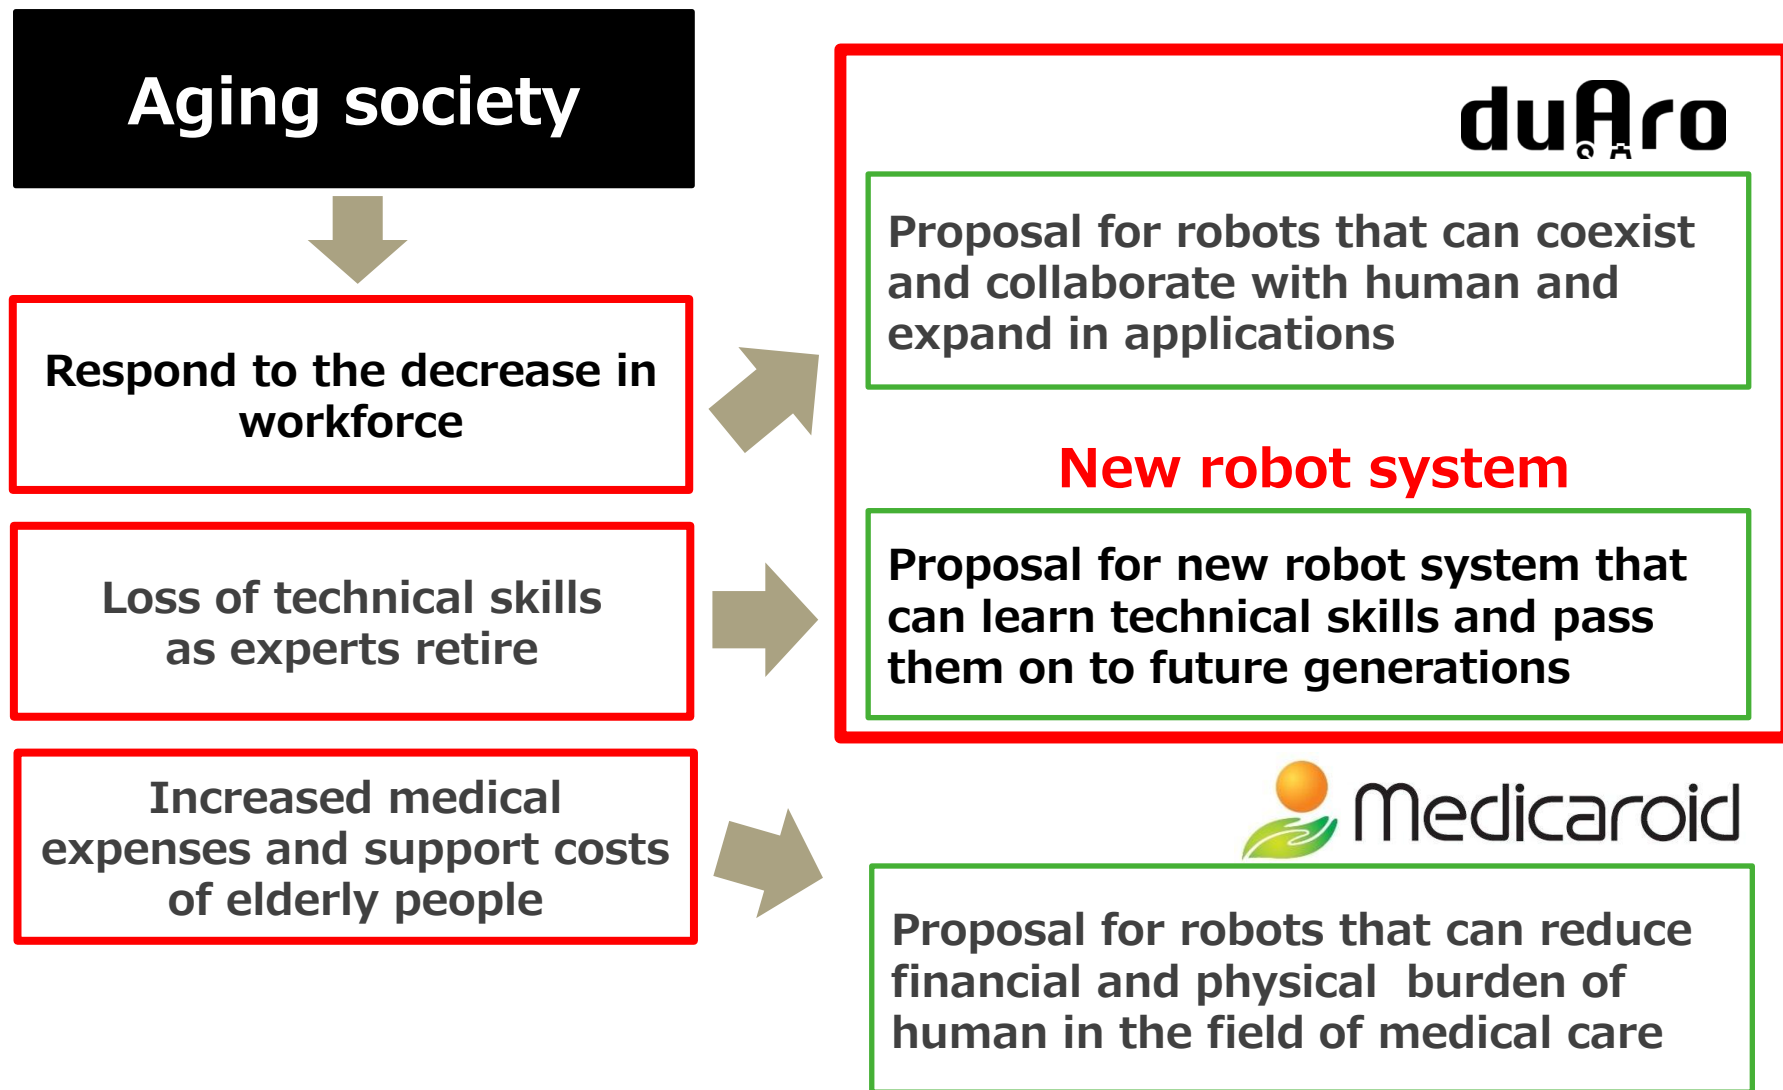 Aging society
Respond to the decrease in
workforce
Loss of technical skills
as experts retire
Increased medical
expenses and support costs
of elderly people
duAro
Proposal for robots that can coexist
and collaborate with human and
expand in applications
New robot system
Proposal for new robot system that
can learn technical skills and pass
them on to future generations
Medicaroid
Proposal for robots that can reduce
financial and physical burden of
human in the field of medical care